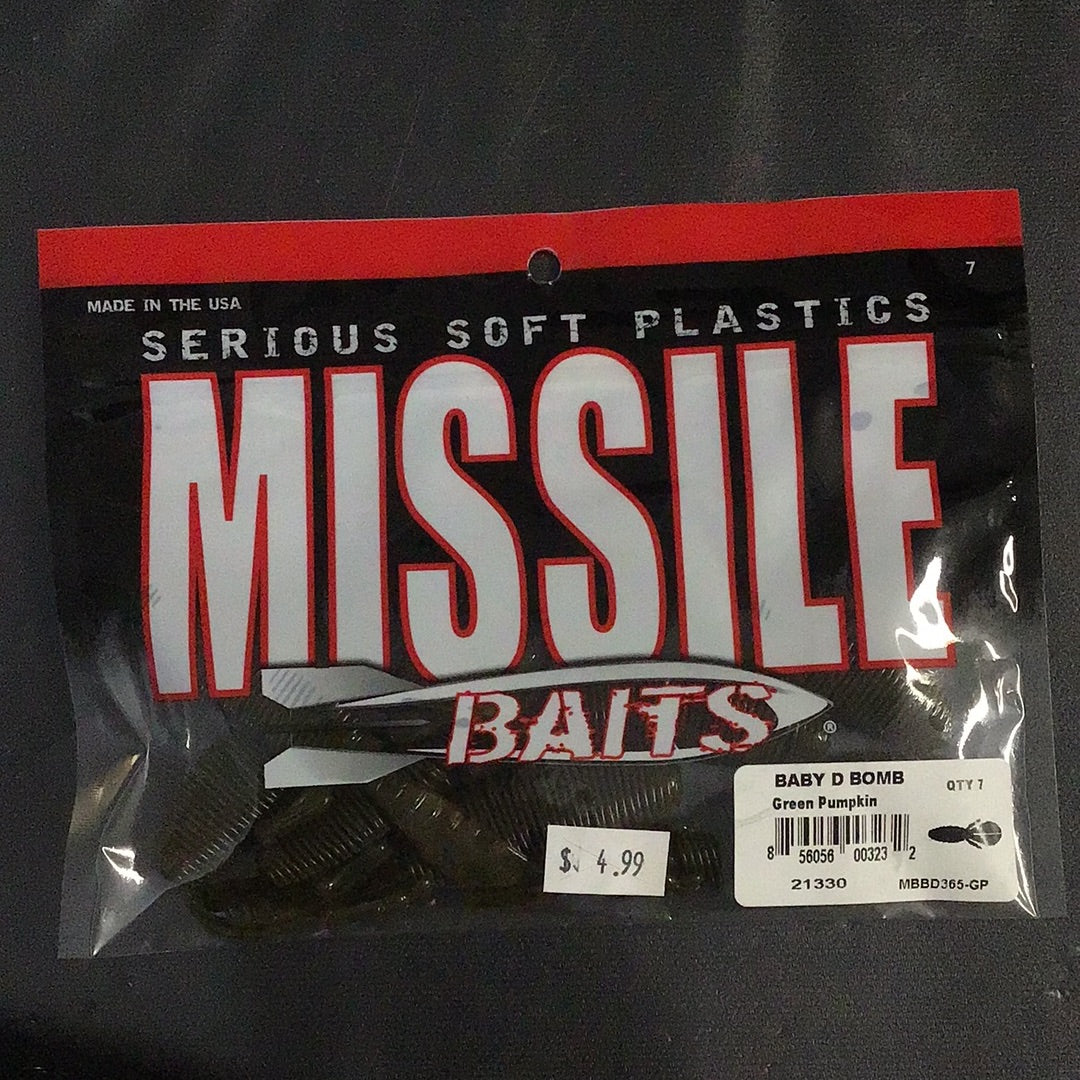 7
MADE IN THE USA
SERIOUS SOFT PLASTICS
MISSILE
BAITS
®
BABY D BOMB
QTY 7
Green Pumpkin
8 56056 00323 2
21330 MBBD365-GP
$ 4.99